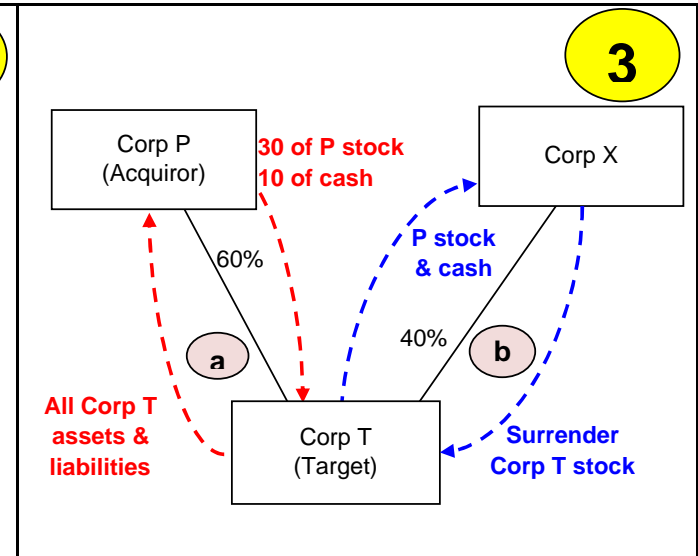 3
Corp P
(Acquiror)
30 of P stock
10 of cash
Corp X
P stock
& cash
60%
40%
a
b
All Corp T
assets &
liabilities
Corp T
(Target)
Surrender
Corp T stock